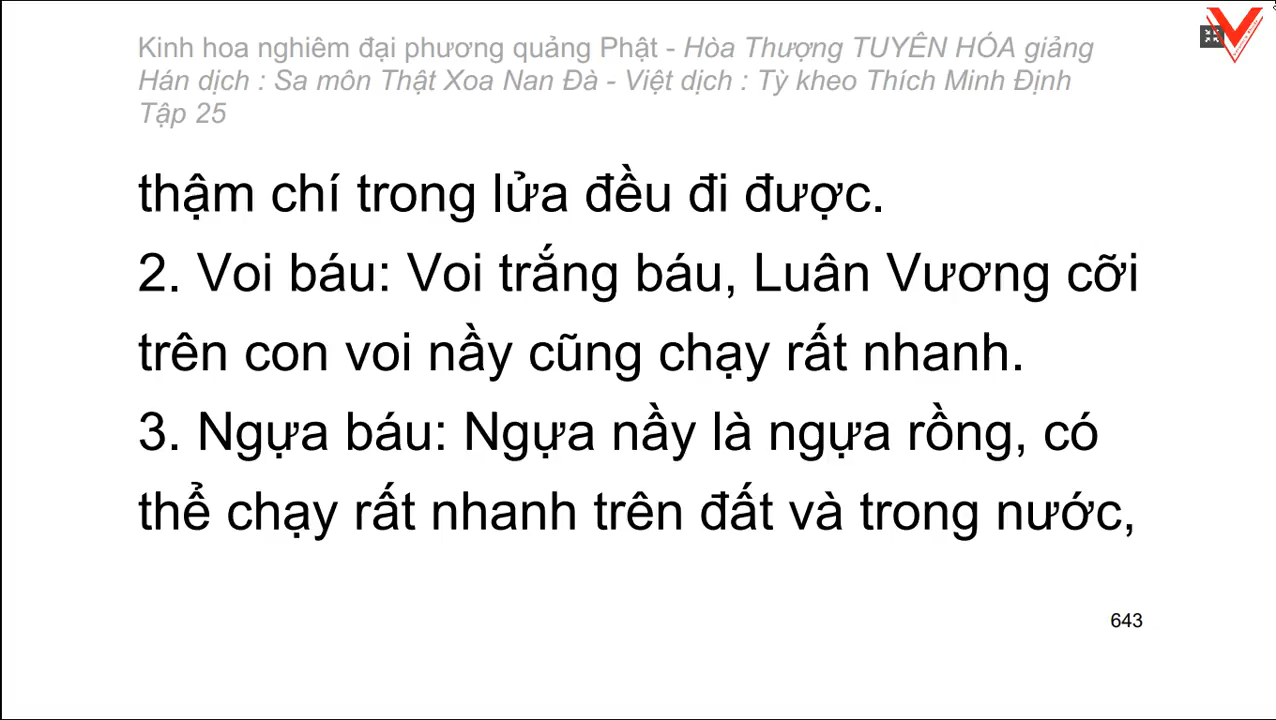 Kinh hoa nghiêm đại phương quảng Phật - Hòa Thượng TUYÊN HÓA giảng
Hán dịch : Sa môn Thật Xoa Nan Đà - Việt dịch : Tỳ kheo Thích Minh Định
Tập 25
thậm chí trong lửa đều đi được.
2. Voi báu: Voi trắng báu, Luân Vương cỡi
trên con voi nầy cũng chạy rất nhanh.
3. Ngựa báu: Ngựa nầy là ngựa rồng, có
thể chạy rất nhanh trên đất và trong nước,
643